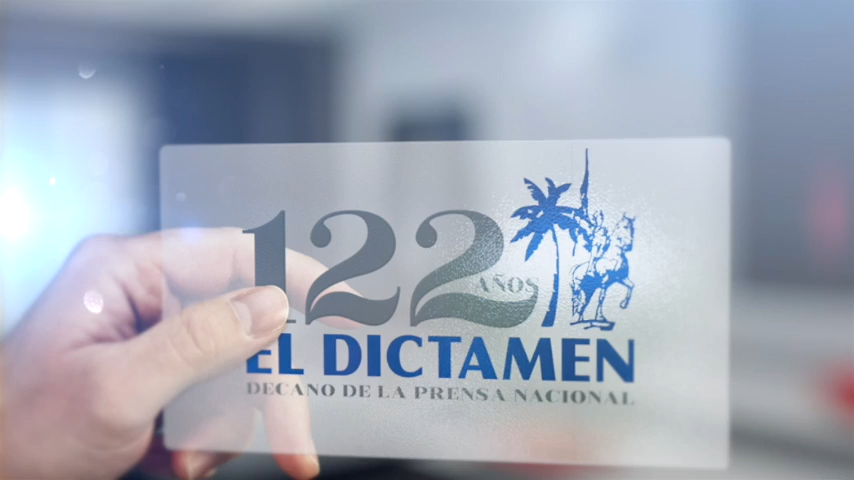 122
AÑOS
EL DICTAMEN
DECANO DE LA PRENSA NACIONAL